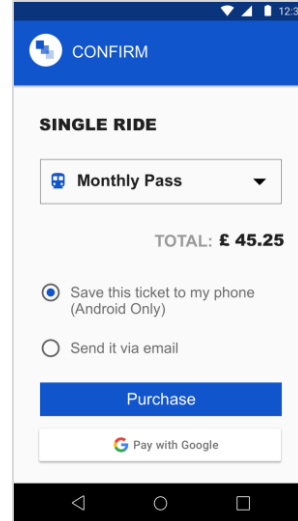 12:3
CONFIRM
SINGLE RIDE
Monthly Pass
TOTAL: £ 45.25
Save this ticket to my phone
(Android Only)
Send it via email
Purchase
G Pay with Google